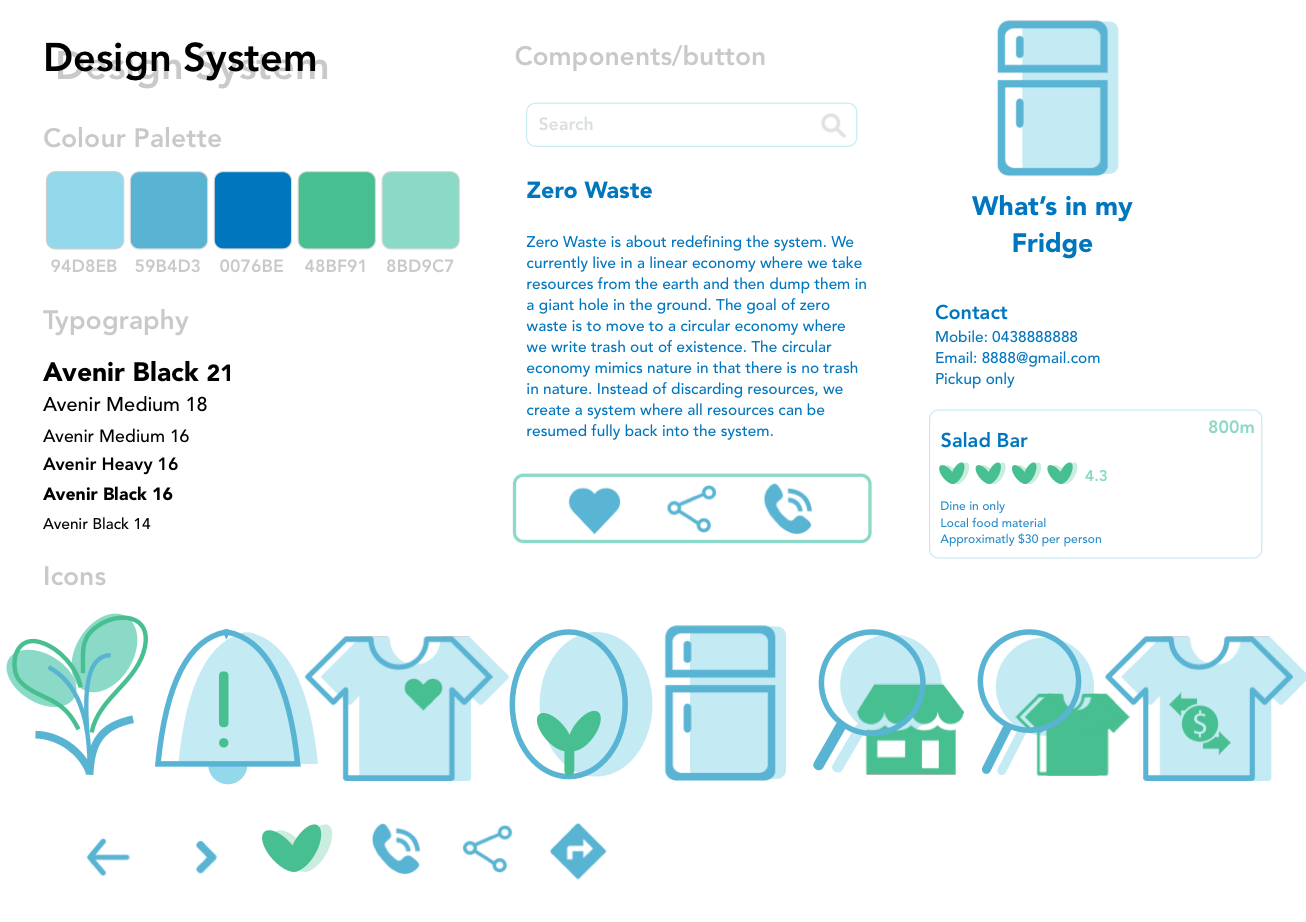 Design System
Colour Palette
94D8EB 59B4D3 0076BE 48BF91 8BD9C7
Typography
Avenir Black 21
Avenir Medium 18
Avenir Medium 16
Avenir Heavy 16
Avenir Black 16
Avenir Black 14
Icons
Components/button
Search
Zero Waste
Zero Waste is about redefining the system. We
currently live in a linear economy where we take
resources from the earth and then dump them in
a giant hole in the ground. The goal of zero
waste is to move to a circular economy where
we write trash out of existence. The circular
economy mimics nature in that there is no trash
in nature. Instead of discarding resources, we
create a system where all resources can be
resumed fully back into the system.
What's in my
Fridge
Contact
Mobile: 0438888888
Email: 8888@gmail.com
Pickup only
800m
Salad Bar
4.3
Dine in only
Local food material
Approximatly $30 per person
!
$